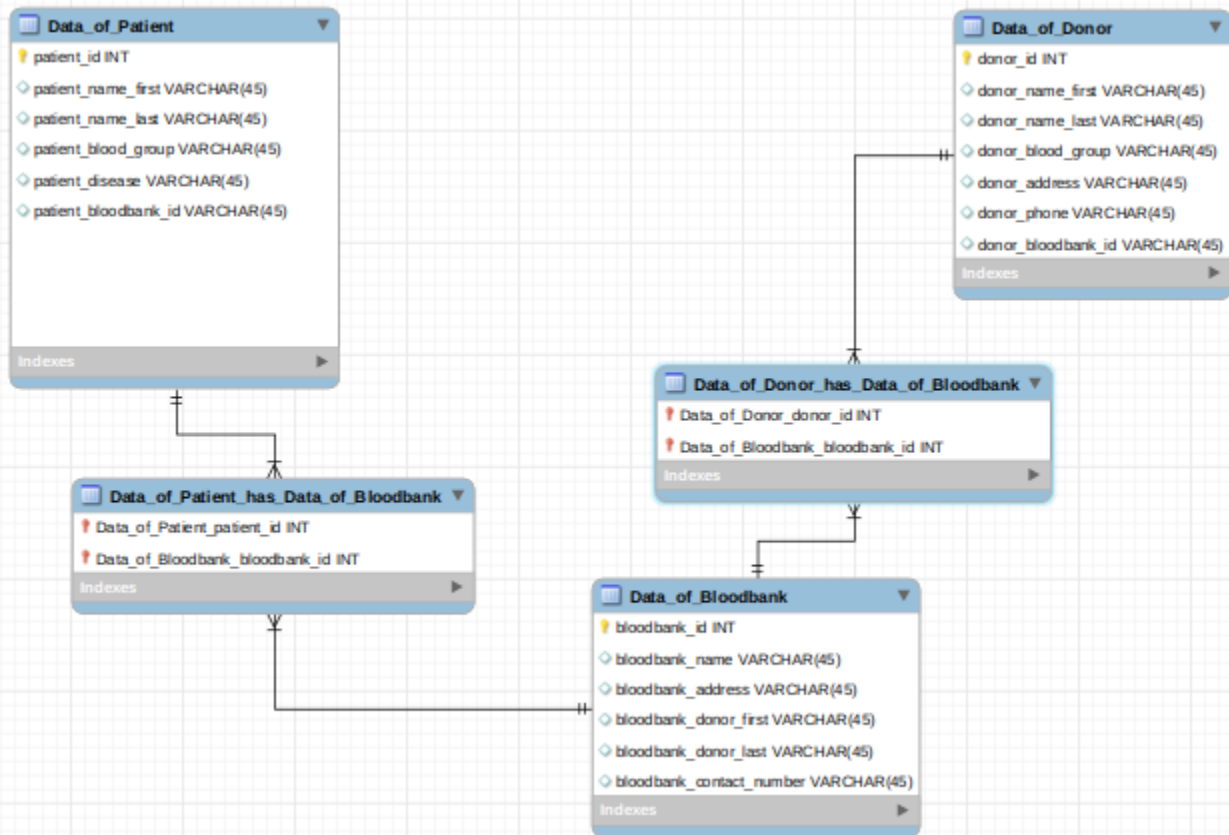 Data_of_Patient
patient_id INT
patient_name_first VARCHAR(45)
patient_name_last VARCHAR(45)
patient_blood_group VARCHAR(45)
patient_disease VARCHAR(45)
patient_bloodbank_id VARCHAR(45)
Indexes
Data_of_Donor
donor_id INT
donor_name_first VARCHAR(45)
donor_name_last VARCHAR(45)
donor_blood_group VARCHAR(45)
donor_address VARCHAR(45)
donor_phone VARCHAR(45)
donor_bloodbank_id VARCHAR(45)
Indexes
Data_of_Donor_has_Data_of_Bloodbank
Data_of_Donor_donor_id INT
Data_of_Bloodbank_bloodbank_id INT
Indexes
Data_of_Patient_has_Data_of_Bloodbank
Data_of_Patient_patient_id INT
Data_of_Bloodbank_bloodbank_id INT
Indexes
Data_of_Bloodbank
bloodbank_id INT
bloodbank_name VARCHAR(45)
bloodbank_address VARCHAR(45)
bloodbank_donor_first VARCHAR(45)
bloodbank_donor_last VARCHAR(45)
bloodbank_contact_number VARCHAR(45)
Indexes